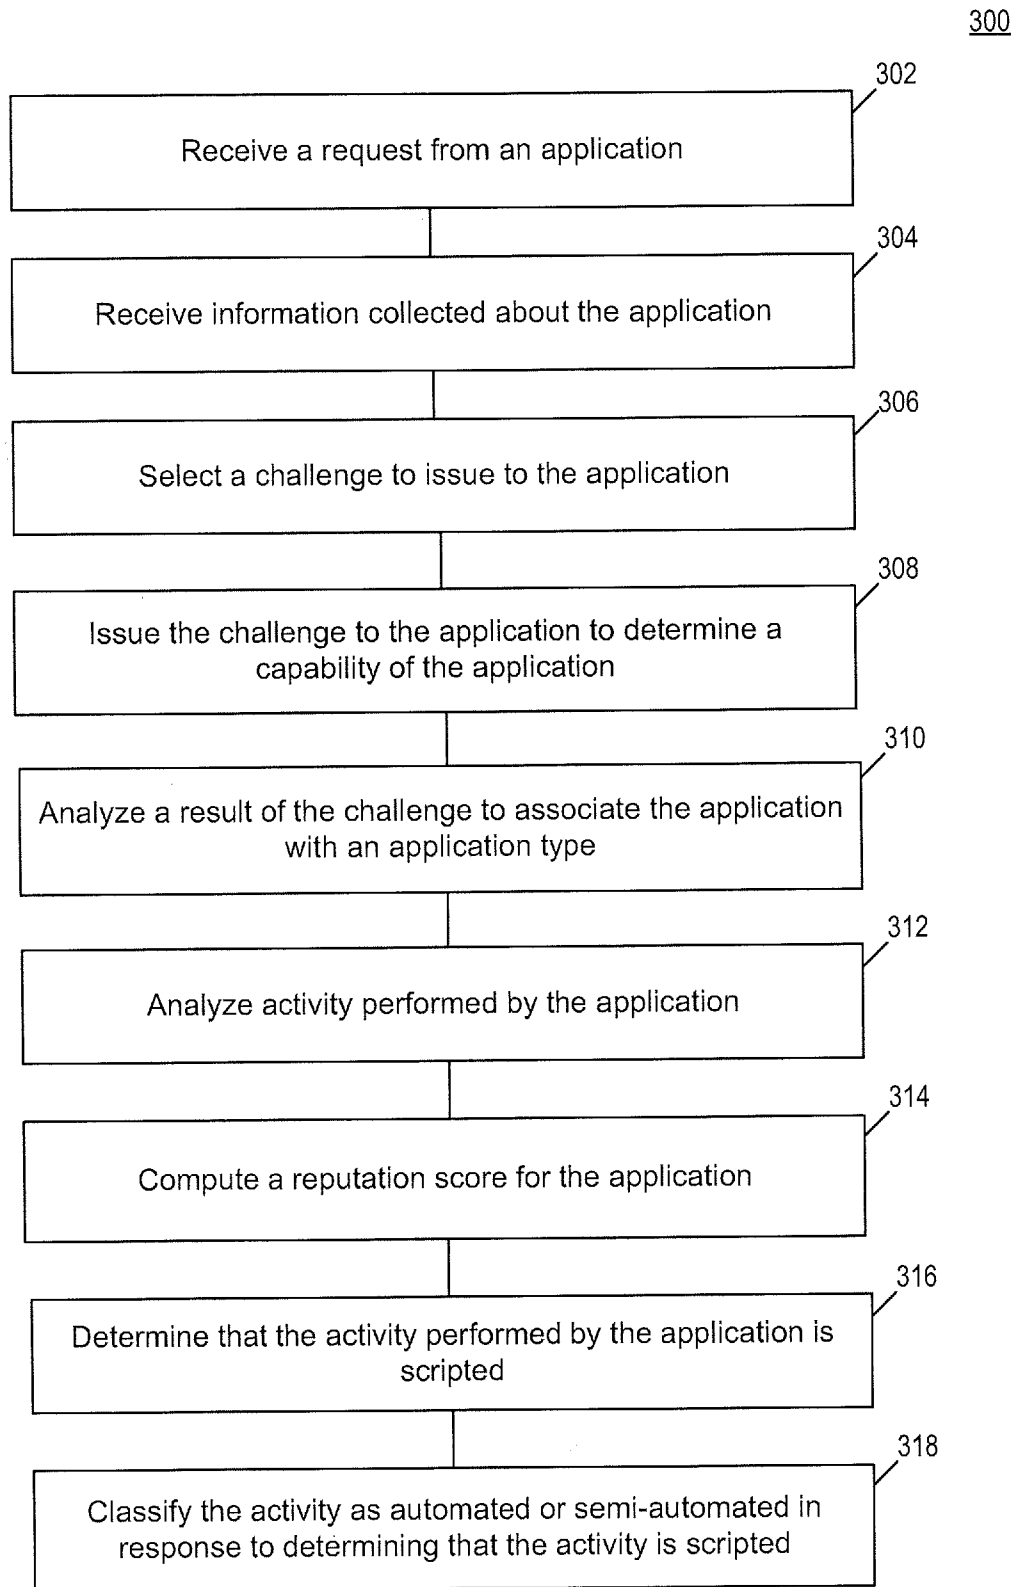 300
302
Receive a request from an application
304
Receive information collected about the application
306
Select a challenge to issue to the application
308
Issue the challenge to the application to determine a
capability of the application
310
Analyze a result of the challenge to associate the application
with an application type
312
Analyze activity performed by the application
314
Compute a reputation score for the application
316
Determine that the activity performed by the application is
scripted
318
Classify the activity as automated or semi-automated in
response to determining that the activity is scripted